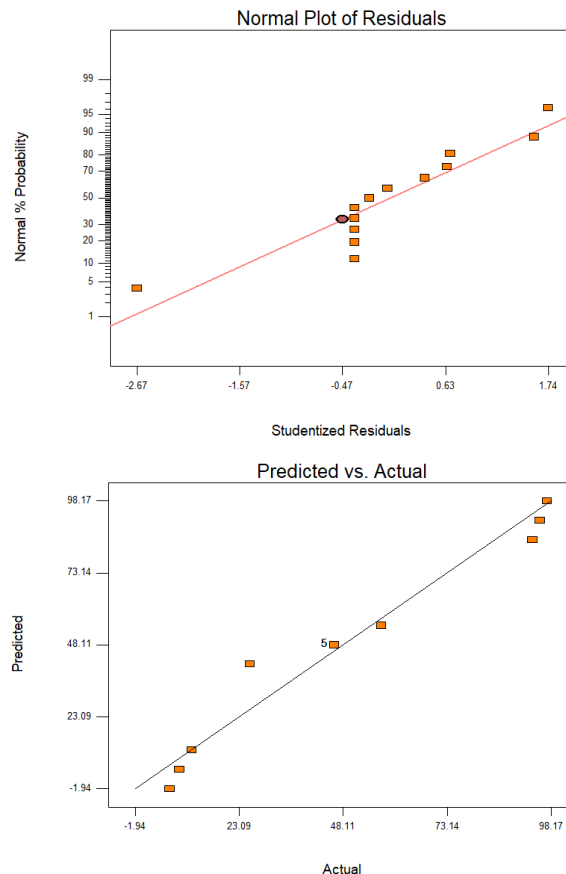 Normal Plot of Residuals
Normal % Probability
99
95
90
80
70
50
30
20
10
5
1
-2.67 -1.57 -0.47 0.63 1.74
Studentized Residuals
Predicted vs. Actual
Predicted
98.17
73.14
48.11
5
23.09
-1.94
-1.94 23.09 48.11 73.14 98.17
Actual